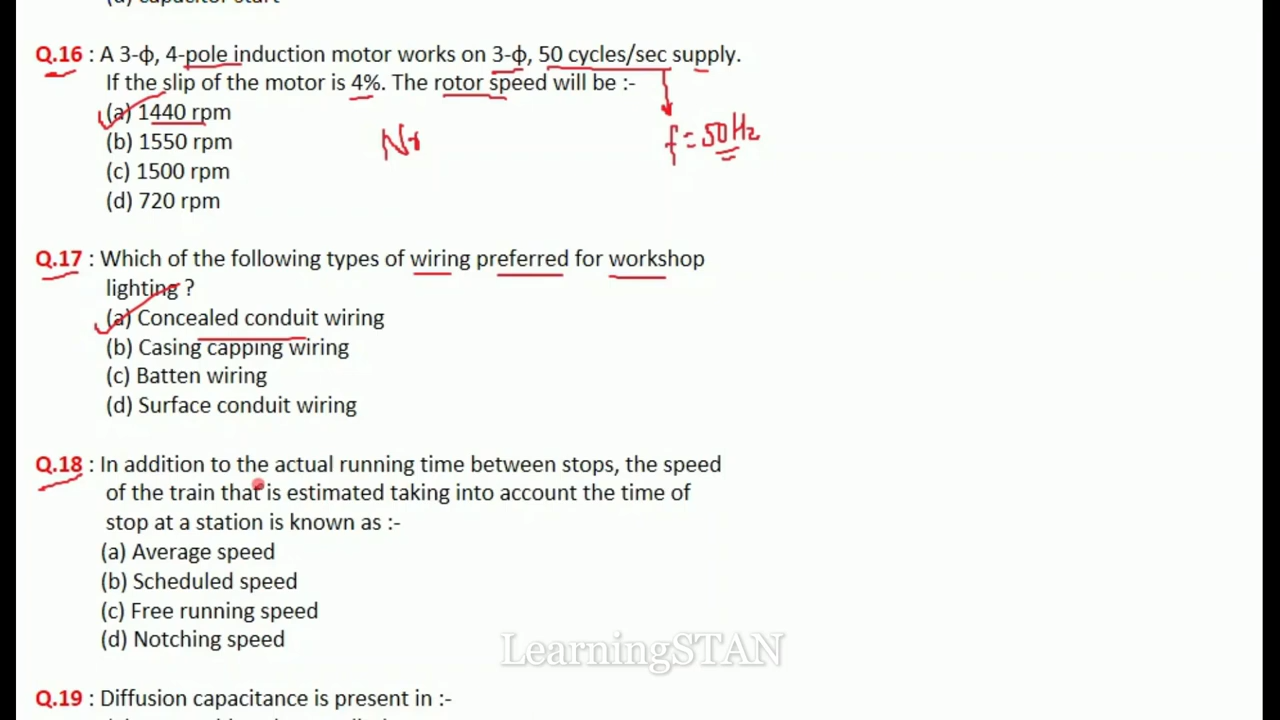 Q.16 : A 3-ф, 4-pole induction motor works on 3-ф, 50 cycles/sec supply.
If the slip of the motor is 4%. The rotor speed will be :-
(a) 1440 rpm
(b) 1550 rpm
Nr
f = 50Hz
(c) 1500 rpm
(d) 720 rpm
Q.17 : Which of the following types of wiring preferred for workshop
lighting ?
(a) Concealed conduit wiring
(b) Casing capping wiring
(c) Batten wiring
(d) Surface conduit wiring
Q.18 : In addition to the actual running time between stops, the speed
of the train that is estimated taking into account the time of
stop at a station is known as :-
(a) Average speed
(b) Scheduled speed
(c) Free running speed
(d) Notching speed
LearningSTAN
Q.19 : Diffusion capacitance is present in :-